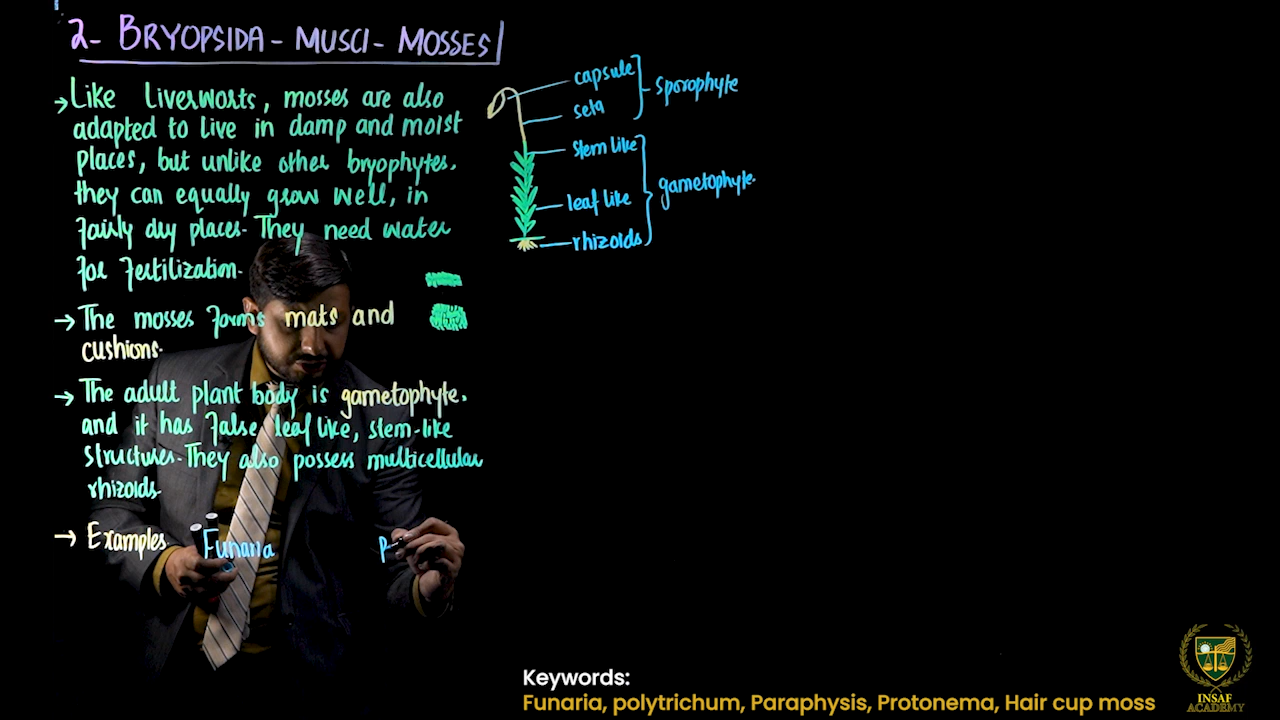 2- BRYOPSIDA - MUSCI - MOSSES
→ Like Liverworts, mosses are also
adapted to live in damp and moist
places, but unlike other bryophytes.
they can equally grow well, in
fairly dry places. They need water
for fertilization.
→ The mosses forms mats and
cushions.
→ The adult plant body is gametophyte.
and it has false leaf like, stem-like
structures. They also possess multicellular
rhizoids.
→ Examples. Funaria P
capsule
seta
sporophyte
stem like
leaf like
rhizoids
gametophyte.
Keywords:
Funaria, polytrichum, Paraphysis, Protonema, Hair cup moss
INSAF
ACADEMY